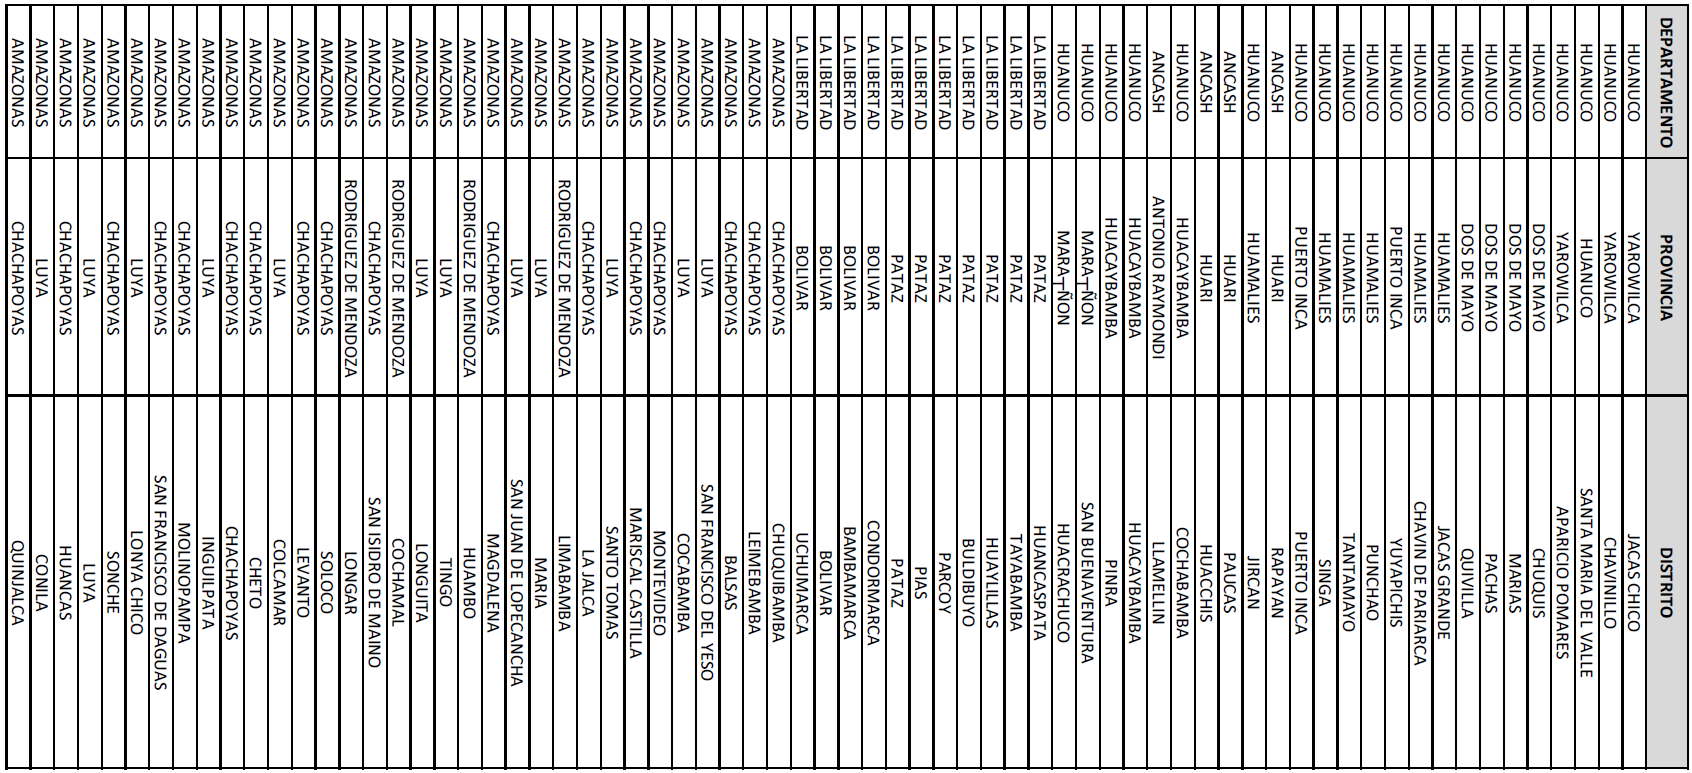 DEPARTAMENTO PROVINCIA DISTRITO
HUANUCO YAROWILCA JACAS CHICO
HUANUCO YAROWILCA CHAVINILLO
HUANUCO HUANUCO SANTA MARIA DEL VALLE
HUANUCO YAROWILCA APARICIO POMARES
HUANUCO DOS DE MAYO CHUQUIS
HUANUCO DOS DE MAYO MARIAS
HUANUCO DOS DE MAYO PACHAS
HUANUCO DOS DE MAYO QUIVILLA
HUANUCO HUAMALIES JACAS GRANDE
HUANUCO HUAMALIES CHAVIN DE PARIARCA
HUANUCO PUERTO INCA YUYAPICHIS
HUANUCO HUAMALIES PUNCHAO
HUANUCO HUAMALIES TANTAMAYO
HUANUCO HUAMALIES SINGA
HUANUCO PUERTO INCA PUERTO INCA
ANCASH HUARI RAPAYAN
HUANUCO HUAMALIES JIRCAN
ANCASH HUARI PAUCAS
ANCASH HUARI HUACCHIS
HUANUCO HUACAYBAMBA COCHABAMBA
ANCASH ANTONIO RAYMONDI LLAMELLIN
HUANUCO HUACAYBAMBA HUACAYBAMBA
HUANUCO HUACAYBAMBA PINRA
HUANUCO MARA┬ÑON SAN BUENAVENTURA
HUANUCO MARA┬ÑON HUACRACHUCO
LA LIBERTAD PATAZ HUANCASPATA
LA LIBERTAD PATAZ TAYABAMBA
LA LIBERTAD PATAZ HUAYLILLAS
LA LIBERTAD PATAZ BULDIBUYO
LA LIBERTAD PATAZ PARCOY
LA LIBERTAD PATAZ PIAS
LA LIBERTAD PATAZ PATAZ
LA LIBERTAD BOLIVAR CONDORMARCA
LA LIBERTAD BOLIVAR BAMBAMARCA
LA LIBERTAD BOLIVAR BOLIVAR
LA LIBERTAD BOLIVAR UCHUMARCA
AMAZONAS CHACHAPOYAS CHUQUIBAMBA
AMAZONAS CHACHAPOYAS LEIMEBAMBA
AMAZONAS CHACHAPOYAS BALSAS
AMAZONAS LUYA SAN FRANCISCO DEL YESO
AMAZONAS LUYA COCABAMBA
AMAZONAS CHACHAPOYAS MONTEVIDEO
AMAZONAS CHACHAPOYAS MARISCAL CASTILLA
AMAZONAS LUYA SANTO TOMAS
AMAZONAS CHACHAPOYAS LA JALCA
AMAZONAS RODRIGUEZ DE MENDOZA LIMABAMBA
AMAZONAS LUYA MARIA
AMAZONAS LUYA SAN JUAN DE LOPECANCHA
AMAZONAS CHACHAPOYAS MAGDALENA
AMAZONAS RODRIGUEZ DE MENDOZA HUAMBO
AMAZONAS LUYA TINGO
AMAZONAS LUYA LONGUITA
AMAZONAS RODRIGUEZ DE MENDOZA COCHAMAL
AMAZONAS CHACHAPOYAS SAN ISIDRO DE MAINO
AMAZONAS RODRIGUEZ DE MENDOZA LONGAR
AMAZONAS CHACHAPOYAS SOLOCO
AMAZONAS CHACHAPOYAS LEVANTO
AMAZONAS LUYA COLCAMAR
AMAZONAS CHACHAPOYAS CHETO
AMAZONAS CHACHAPOYAS CHACHAPOYAS
AMAZONAS LUYA INGUILPATA
AMAZONAS CHACHAPOYAS MOLINOPAMPA
AMAZONAS CHACHAPOYAS SAN FRANCISCO DE DAGUAS
AMAZONAS LUYA LONYA CHICO
AMAZONAS CHACHAPOYAS SONCHE
AMAZONAS LUYA LUYA
AMAZONAS CHACHAPOYAS HUANCAS
AMAZONAS LUYA CONILA
AMAZONAS CHACHAPOYAS QUINJALCA